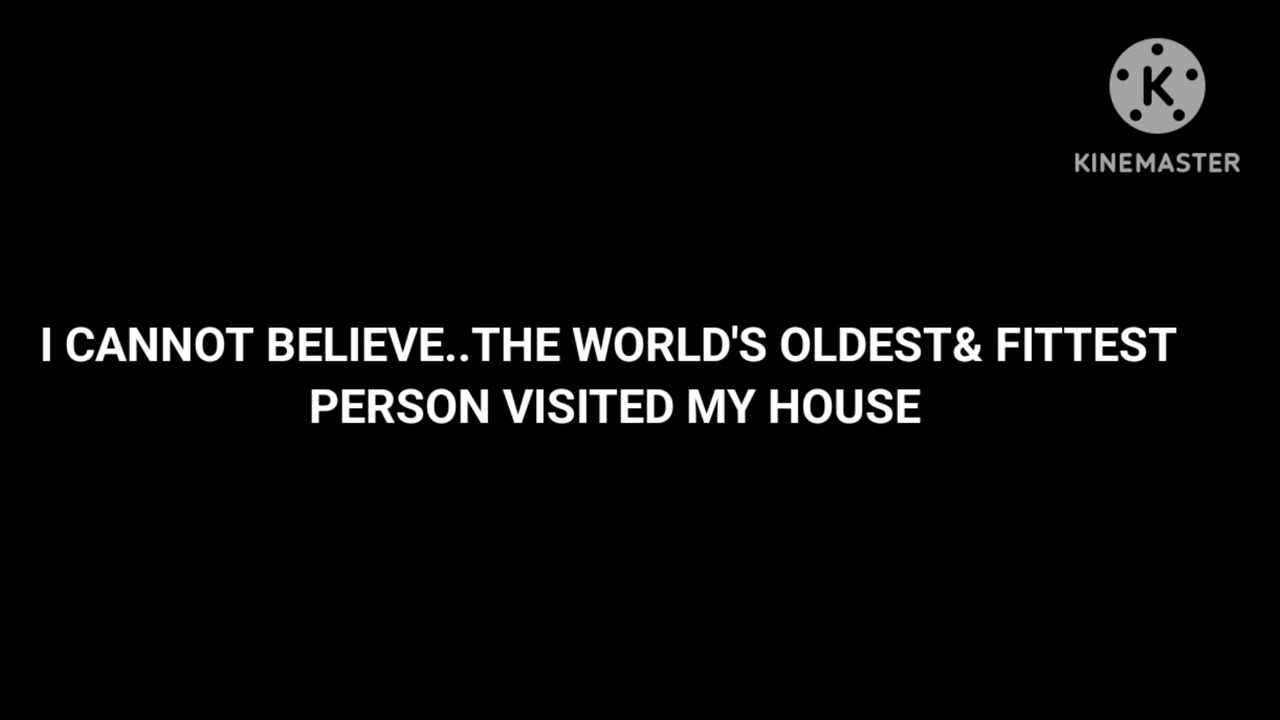 K
KINEMASTER
I CANNOT BELIEVE..THE WORLD'S OLDEST& FITTEST
PERSON VISITED MY HOUSE